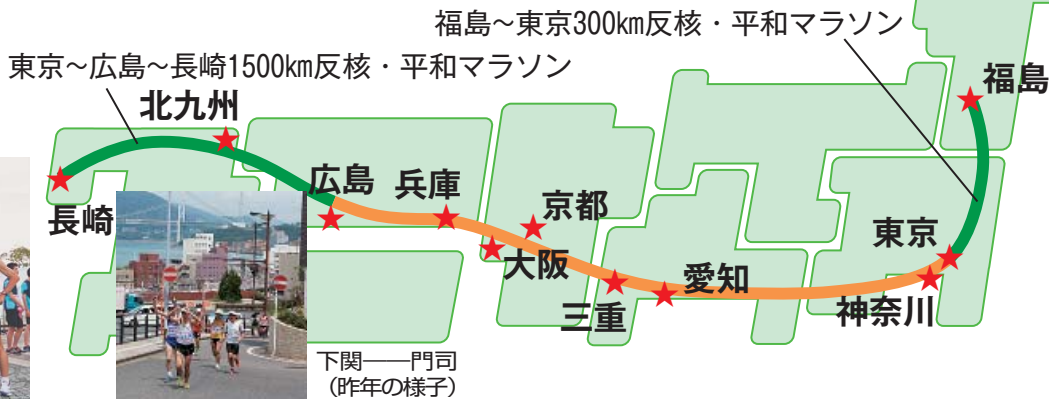 福島～東京300km反核・平和マラソン
東京～広島～長崎1500km反核・平和マラソン
福島
北九州
広島
兵庫
京都
長崎
東京
大阪
愛知
三重
神奈川
下関――門司
（昨年の様子）